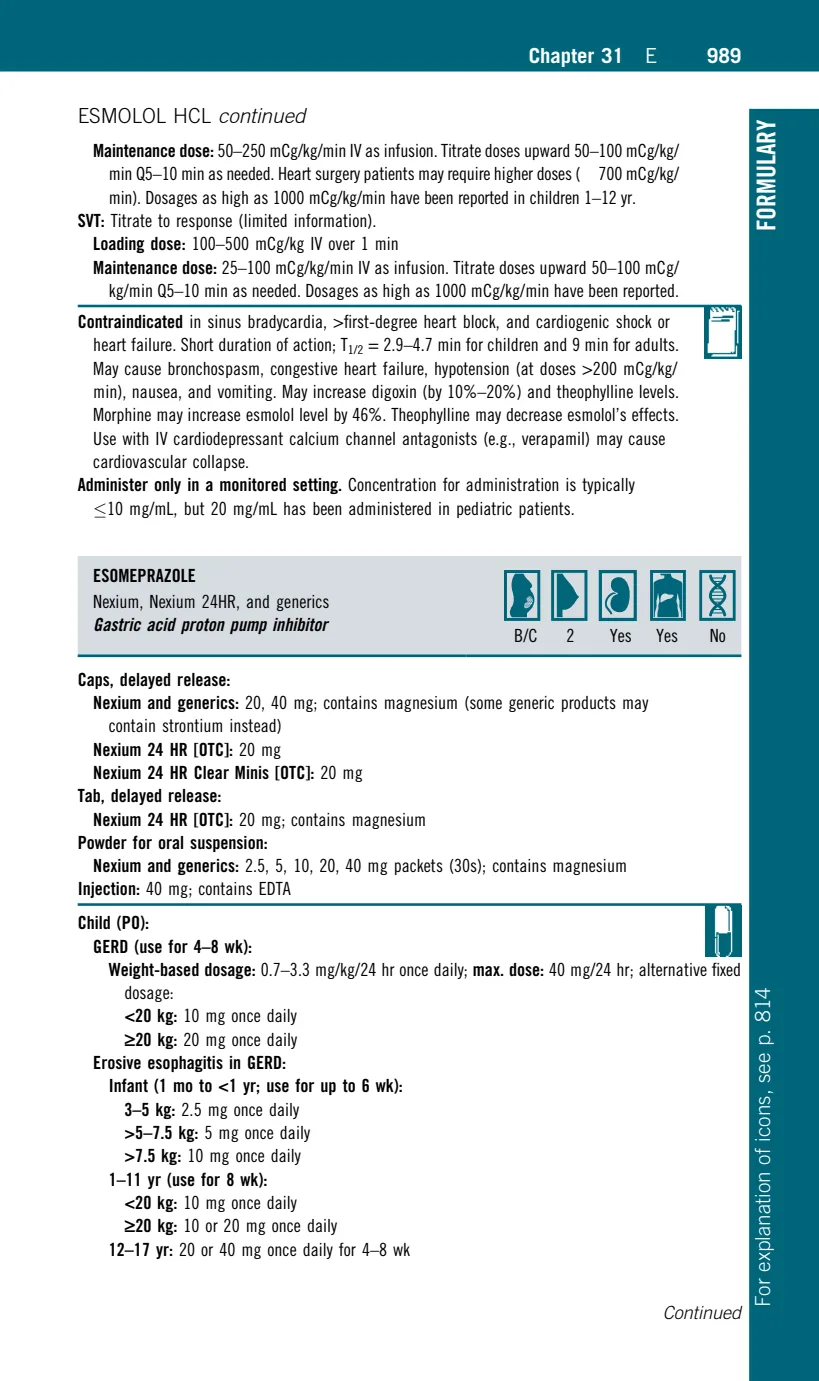 Chapter 31 E 989
ESMOLOL HCL continued
Maintenance dose: 50–250 mCg/kg/min IV as infusion. Titrate doses upward 50–100 mCg/kg/
min Q5–10 min as needed. Heart surgery patients may require higher doses ( 700 mCg/kg/
min). Dosages as high as 1000 mCg/kg/min have been reported in children 1–12 yr.
SVT: Titrate to response (limited information).
Loading dose: 100–500 mCg/kg IV over 1 min
Maintenance dose: 25–100 mCg/kg/min IV as infusion. Titrate doses upward 50–100 mCg/
kg/min Q5–10 min as needed. Dosages as high as 1000 mCg/kg/min have been reported.
Contraindicated in sinus bradycardia, >first-degree heart block, and cardiogenic shock or
heart failure. Short duration of action; T1/2 = 2.9–4.7 min for children and 9 min for adults.
May cause bronchospasm, congestive heart failure, hypotension (at doses >200 mCg/kg/
min), nausea, and vomiting. May increase digoxin (by 10%–20%) and theophylline levels.
Morphine may increase esmolol level by 46%. Theophylline may decrease esmolol's effects.
Use with IV cardiodepressant calcium channel antagonists (e.g., verapamil) may cause
cardiovascular collapse.
Administer only in a monitored setting. Concentration for administration is typically
≤10 mg/mL, but 20 mg/mL has been administered in pediatric patients.
ESOMEPRAZOLE
Nexium, Nexium 24HR, and generics
Gastric acid proton pump inhibitor
B/C 2 Yes Yes No
Caps, delayed release:
Nexium and generics: 20, 40 mg; contains magnesium (some generic products may
contain strontium instead)
Nexium 24 HR [OTC]: 20 mg
Nexium 24 HR Clear Minis [OTC]: 20 mg
Tab, delayed release:
Nexium 24 HR [OTC]: 20 mg; contains magnesium
Powder for oral suspension:
Nexium and generics: 2.5, 5, 10, 20, 40 mg packets (30s); contains magnesium
Injection: 40 mg; contains EDTA
Child (PO):
GERD (use for 4–8 wk):
Weight-based dosage: 0.7–3.3 mg/kg/24 hr once daily; max. dose: 40 mg/24 hr; alternative fixed
dosage:
<20 kg: 10 mg once daily
≥20 kg: 20 mg once daily
Erosive esophagitis in GERD:
Infant (1 mo to <1 yr; use for up to 6 wk):
3–5 kg: 2.5 mg once daily
>5–7.5 kg: 5 mg once daily
>7.5 kg: 10 mg once daily
1–11 yr (use for 8 wk):
<20 kg: 10 mg once daily
≥20 kg: 10 or 20 mg once daily
12–17 yr: 20 or 40 mg once daily for 4–8 wk
Continued
FORMULARY
For explanation of icons, see p. 814